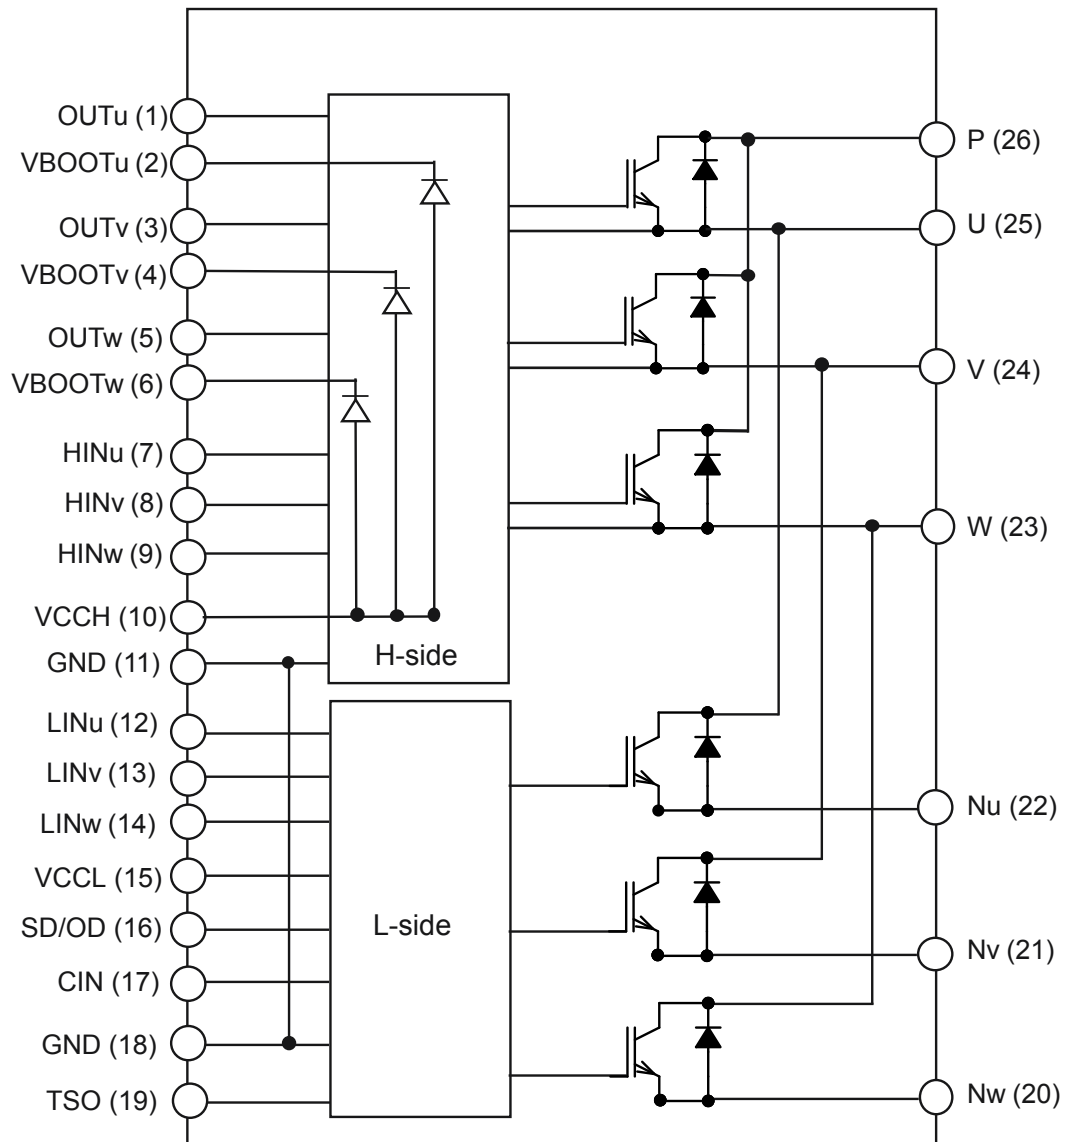 OUTu (1)
VBOOTu (2)
OUTv (3)
VBOOTv (4)
OUTw (5)
VBOOTw (6)
HINu (7)
HINv (8)
HINw (9)
VCCH (10)
GND (11)
LINu (12)
LINv (13)
LINw (14)
VCCL (15)
SD/OD (16)
CIN (17)
GND (18)
TSO (19)
H-side
L-side
P (26)
U (25)
V (24)
W (23)
Nu (22)
Nv (21)
Nw (20)